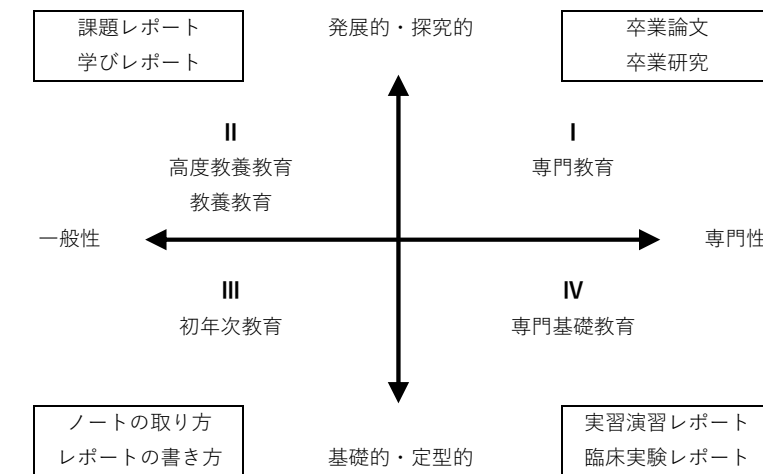 課題レポート
学びレポート
発展的・探究的
卒業論文
卒業研究
II
高度教養教育
教養教育
I
専門教育
一般性
専門性
III
初年次教育
IV
専門基礎教育
ノートの取り方
レポートの書き方
基礎的・定型的
実習演習レポート
臨床実験レポート